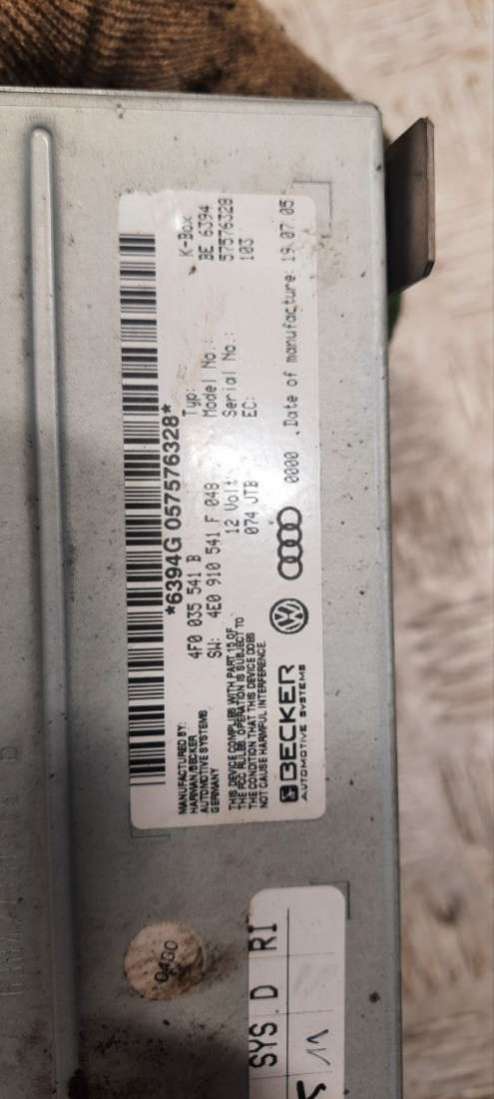 *6394G 057576328*
4F0 035 541 B
SW: 4E0 910 541 F 048
12 Volt
074 JTB
Typ: K-Box
Model No.: BE 6394
Serial No.: 57576328
EC: 103
0000
Date of manufacture: 19.07.05
MANUFACTURED BY:
HARMAN/BECKER
AUTOMOTIVE SYSTEMS
GERMANY
THIS DEVICE COMPLIES WITH PART 15 OF
THE FCC RULES. OPERATION IS SUBJECT TO
THE CONDITION THAT THIS DEVICE DOES
NOT CAUSE HARMFUL INTERFERENCE.
BECKER
AUTOMOTIVE SYSTEMS
SYS D RI